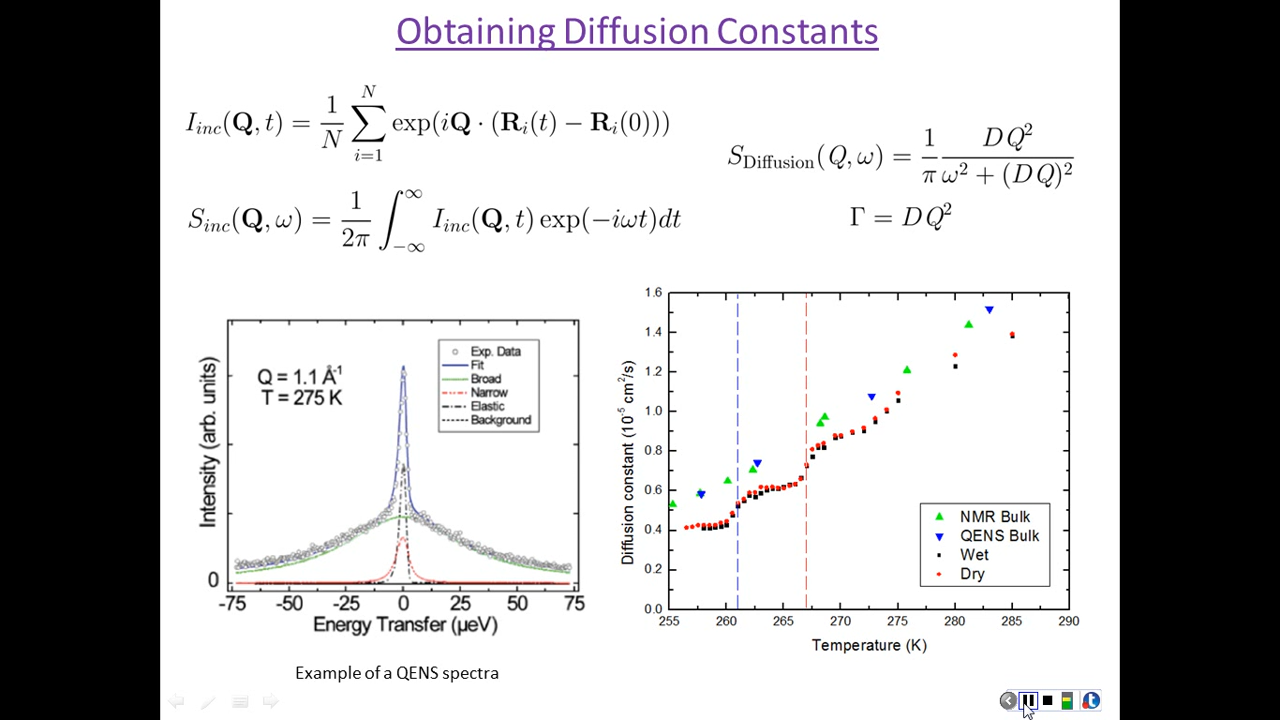 Obtaining Diffusion Constants
I_inc(Q, t) = 1/N ∑_{i=1}^{N} exp(iQ · (R_i(t) − R_i(0)))
S_inc(Q, ω) = 1/2π ∫_{−∞}^{∞} I_inc(Q, t) exp(−iωt)dt
S_Diffusion(Q, ω) = 1/π DQ²/(ω² + (DQ)²)
Γ = DQ²
Q = 1.1 Å⁻¹
T = 275 K
Exp. Data
Fit
Broad
Narrow
Elastic
Background
Intensity (arb. units)
0
-75 -50 -25 0 25 50 75
Energy Transfer (µeV)
Example of a QENS spectra
1.6
1.4
1.2
1.0
0.8
0.6
0.4
0.2
0.0
Diffusion constant (10⁻⁵ cm²/s)
NMR Bulk
QENS Bulk
Wet
Dry
255 260 265 270 275 280 285 290
Temperature (K)
t